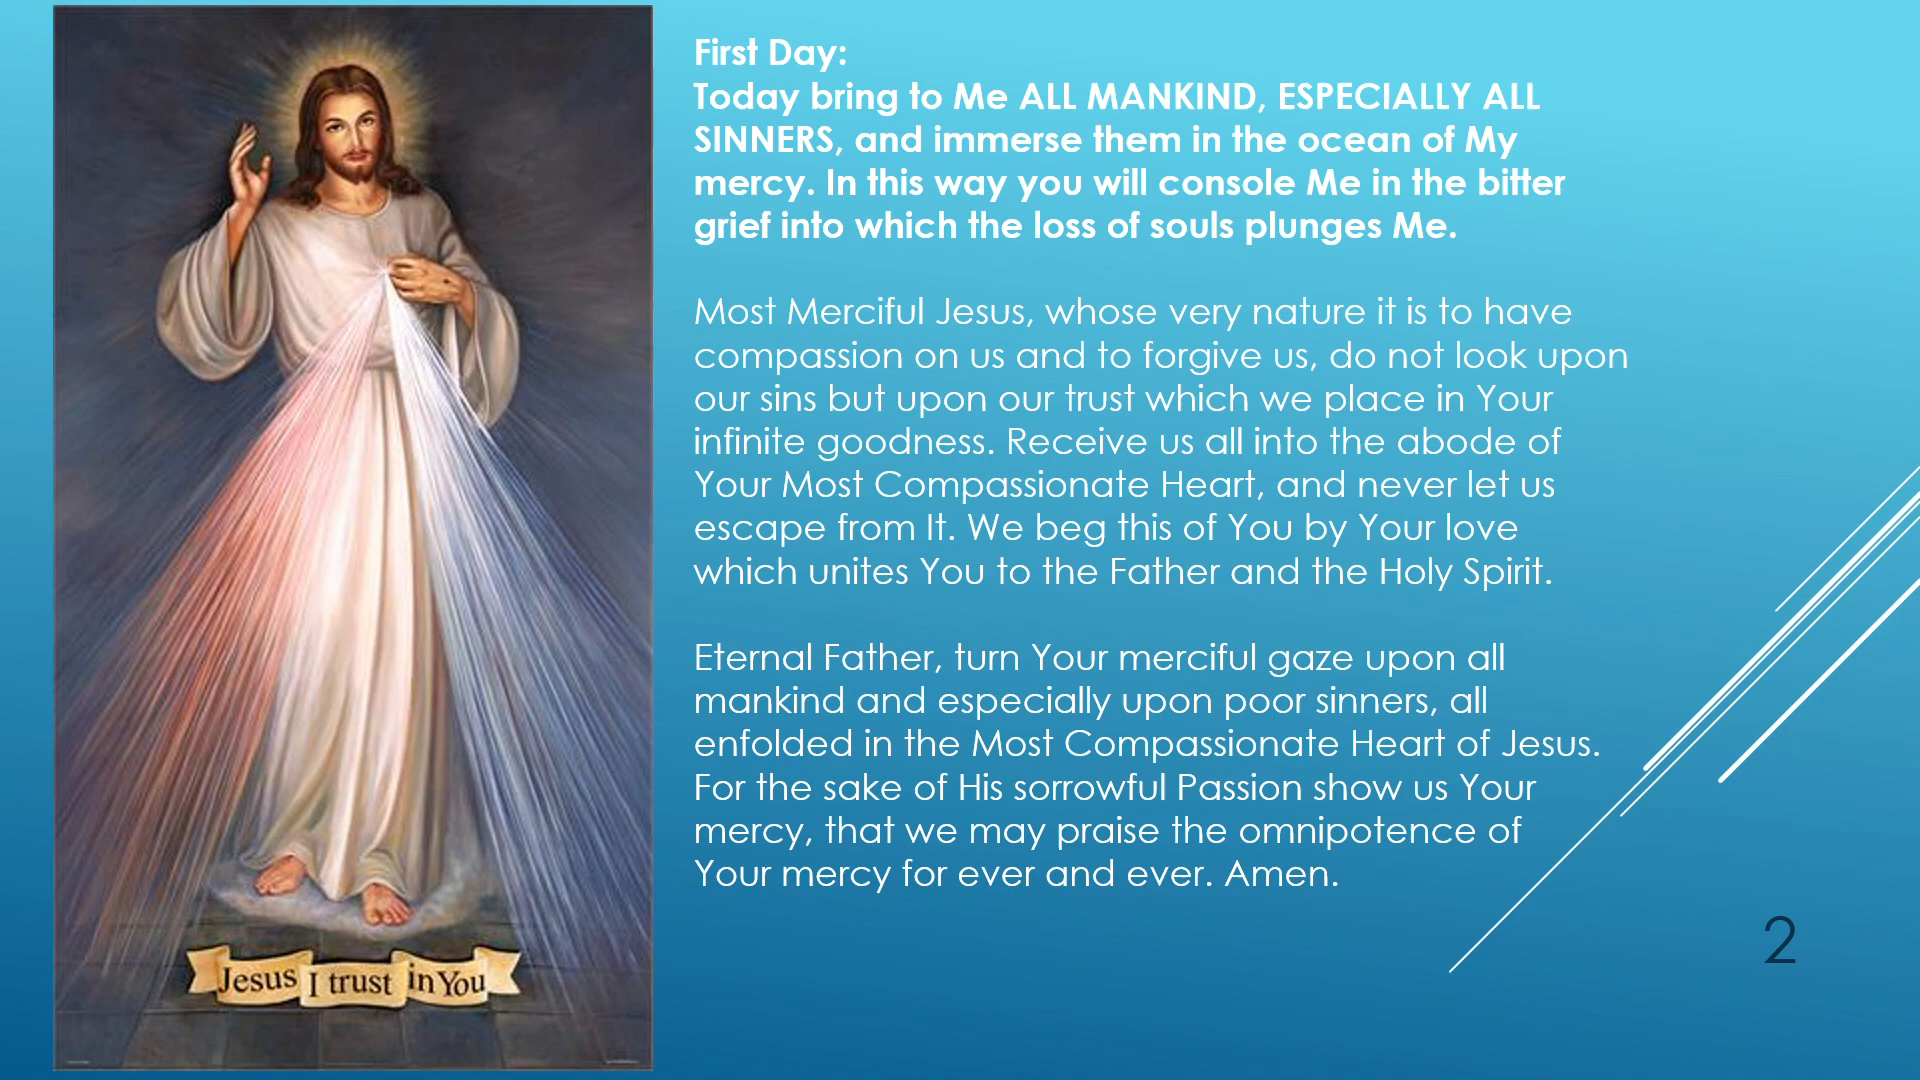 First Day:
Today bring to Me ALL MANKIND, ESPECIALLY ALL
SINNERS, and immerse them in the ocean of My
mercy. In this way you will console Me in the bitter
grief into which the loss of souls plunges Me.
Most Merciful Jesus, whose very nature it is to have
compassion on us and to forgive us, do not look upon
our sins but upon our trust which we place in Your
infinite goodness. Receive us all into the abode of
Your Most Compassionate Heart, and never let us
escape from It. We beg this of You by Your love
which unites You to the Father and the Holy Spirit.
Eternal Father, turn Your merciful gaze upon all
mankind and especially upon poor sinners, all
enfolded in the Most Compassionate Heart of Jesus.
For the sake of His sorrowful Passion show us Your
mercy, that we may praise the omnipotence of
Your mercy for ever and ever. Amen.
Jesus I trust in You
2